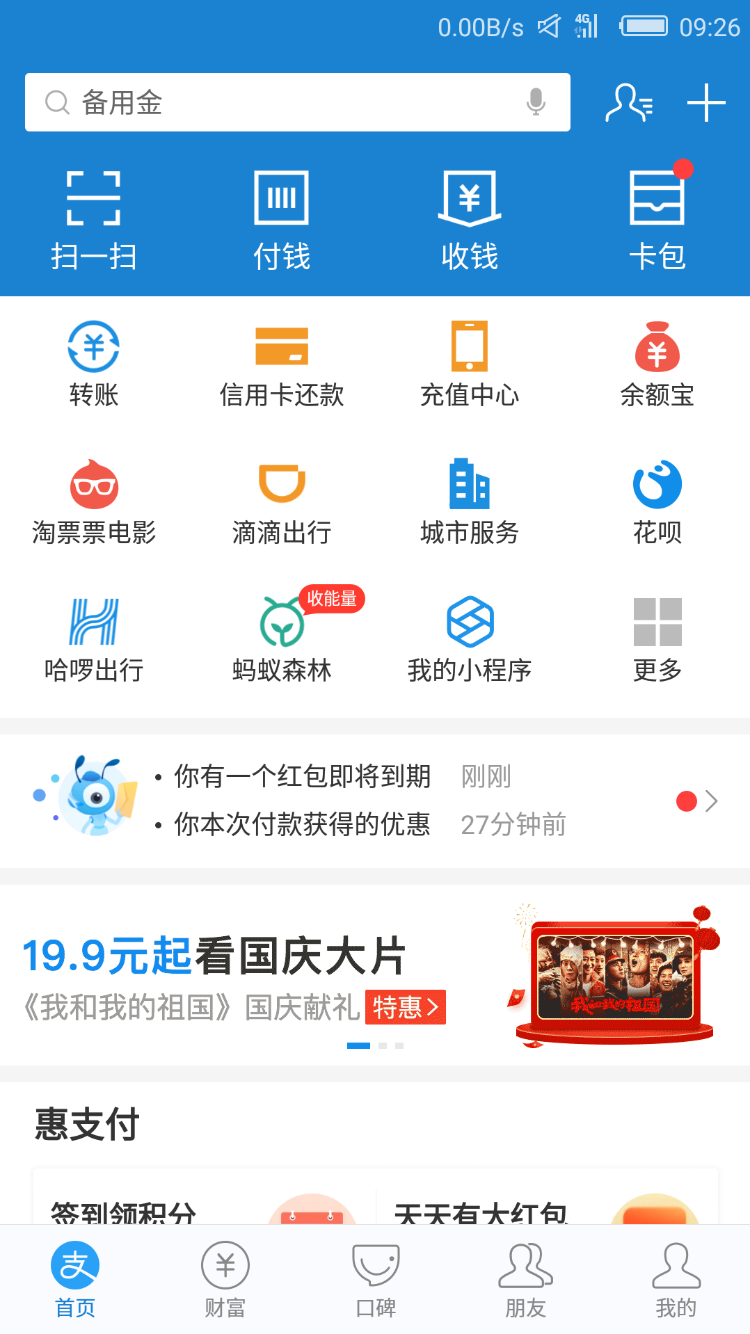 0.00B/s 4G 09:26
备用金
扫一扫 付钱 收钱 卡包
转账 信用卡还款 充值中心 余额宝
淘票票电影 滴滴出行 城市服务 花呗
收能量
哈啰出行 蚂蚁森林 我的小程序 更多
• 你有一个红包即将到期 刚刚
• 你本次付款获得的优惠 27分钟前
19.9元起看国庆大片
《我和我的祖国》国庆献礼 特惠
我和我的祖国
惠支付
签到领积分 天天有大红包
支
首页 财富 口碑 朋友 我的